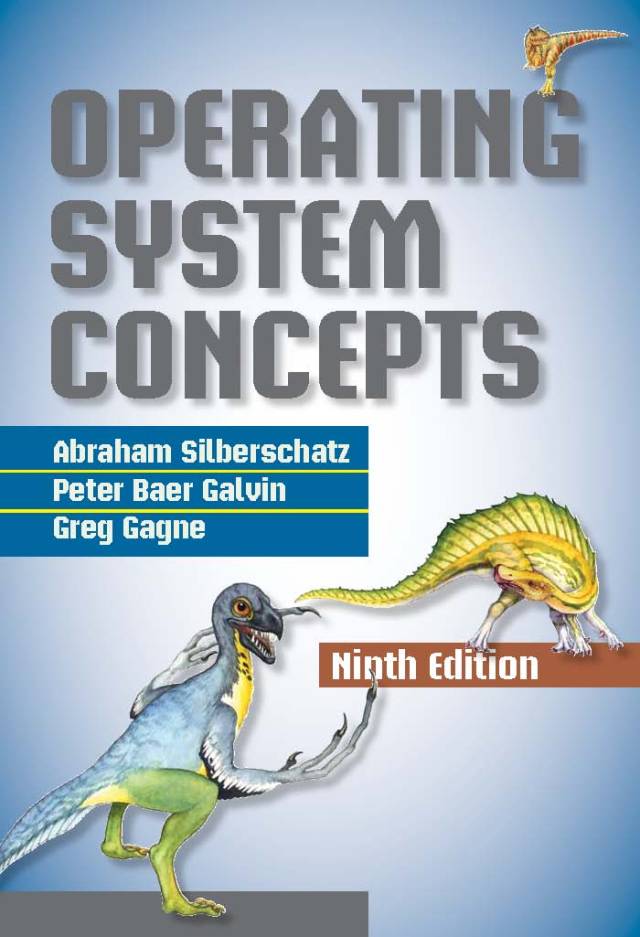 OPERATING
SYSTEM
CONCEPTS
Abraham Silberschatz
Peter Baer Galvin
Greg Gagne
Ninth Edition